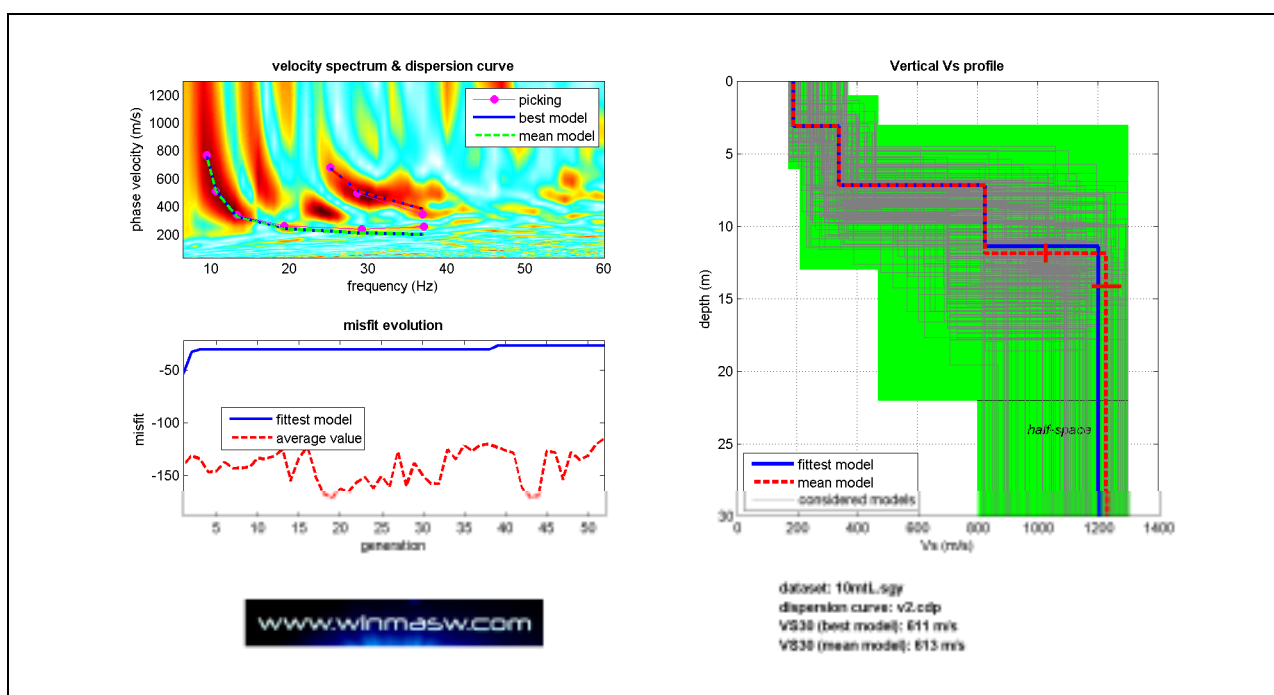 velocity spectrum & dispersion curve
1200
1000
800
600
400
200
phase velocity (m/s)
picking
best model
mean model
10 20 30 40 50 60
frequency (Hz)
misfit evolution
-50
-100
-150
misfit
fittest model
average value
5 10 15 20 25 30 35 40 45 50
generation
www.winmasw.com
Vertical Vs profile
0
5
10
15
20
25
30
depth (m)
half-space
fittest model
mean model
considered models
0 200 400 600 800 1000 1200 1400
Vs (m/s)
dataset: 10mtL.sgy
dispersion curve: v2.cdp
VS30 (best model): 611 m/s
VS30 (mean model): 613 m/s